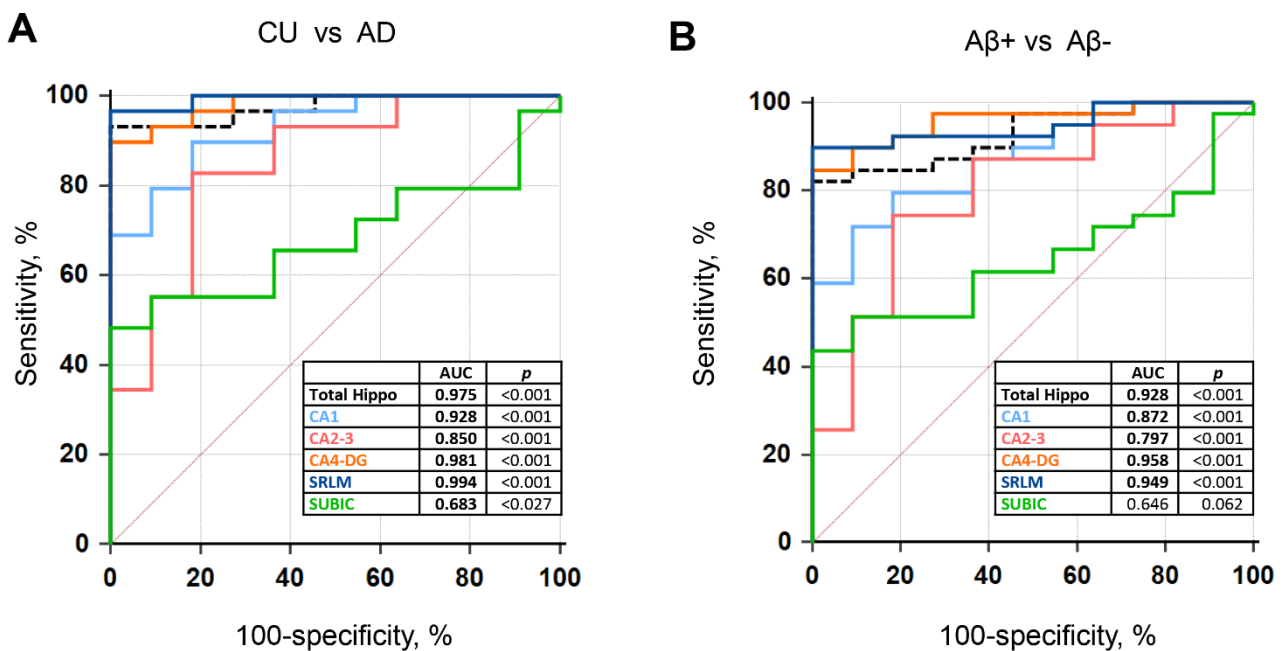 A
CU vs AD
100
80
60
40
20
0
Sensitivity, %
0 20 40 60 80 100
100-specificity, %
AUC p
Total Hippo 0.975 <0.001
CA1 0.928 <0.001
CA2-3 0.850 <0.001
CA4-DG 0.981 <0.001
SRLM 0.994 <0.001
SUBIC 0.683 <0.027
B
Aβ+ vs Aβ-
100
80
60
40
20
0
Sensitivity, %
0 20 40 60 80 100
100-specificity, %
AUC p
Total Hippo 0.928 <0.001
CA1 0.872 <0.001
CA2-3 0.797 <0.001
CA4-DG 0.958 <0.001
SRLM 0.949 <0.001
SUBIC 0.646 0.062